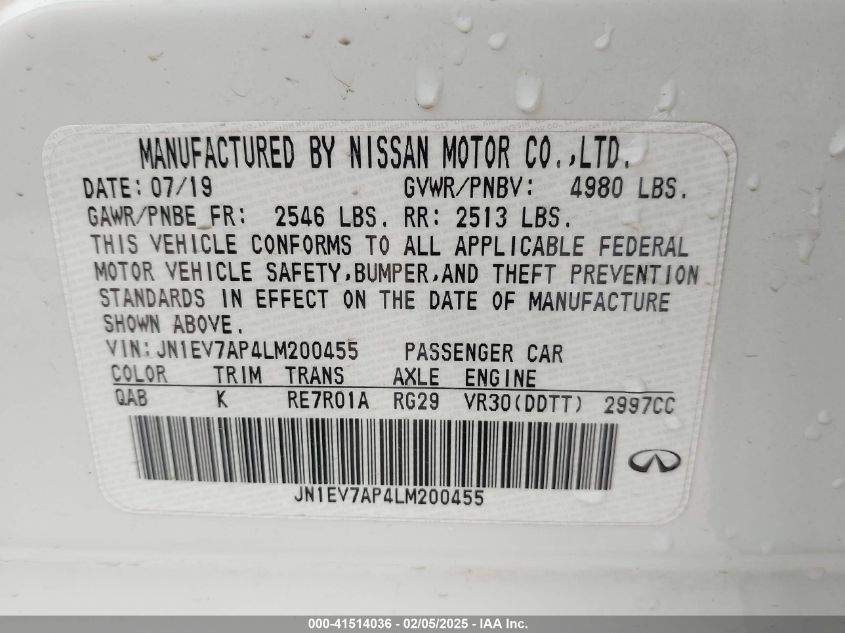 MANUFACTURED BY NISSAN MOTOR CO.,LTD.
DATE: 07/19 GVWR/PNBV: 4980 LBS.
GAWR/PNBE FR: 2546 LBS. RR: 2513 LBS.
THIS VEHICLE CONFORMS TO ALL APPLICABLE FEDERAL
MOTOR VEHICLE SAFETY,BUMPER,AND THEFT PREVENTION
STANDARDS IN EFFECT ON THE DATE OF MANUFACTURE
SHOWN ABOVE.
VIN: JN1EV7AP4LM200455 PASSENGER CAR
COLOR TRIM TRANS AXLE ENGINE
QAB K RE7R01A RG29 VR30(DDTT) 2997CC
JN1EV7AP4LM200455
000-41514036 - 02/05/2025 - IAA Inc.